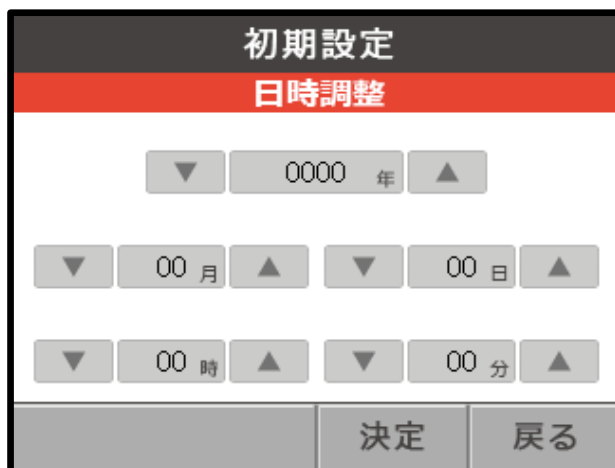 初期設定
日時調整
▼ 0000 年 ▲
▼ 00 月 ▲ ▼ 00 日 ▲
▼ 00 時 ▲ ▼ 00 分 ▲
決定 戻る